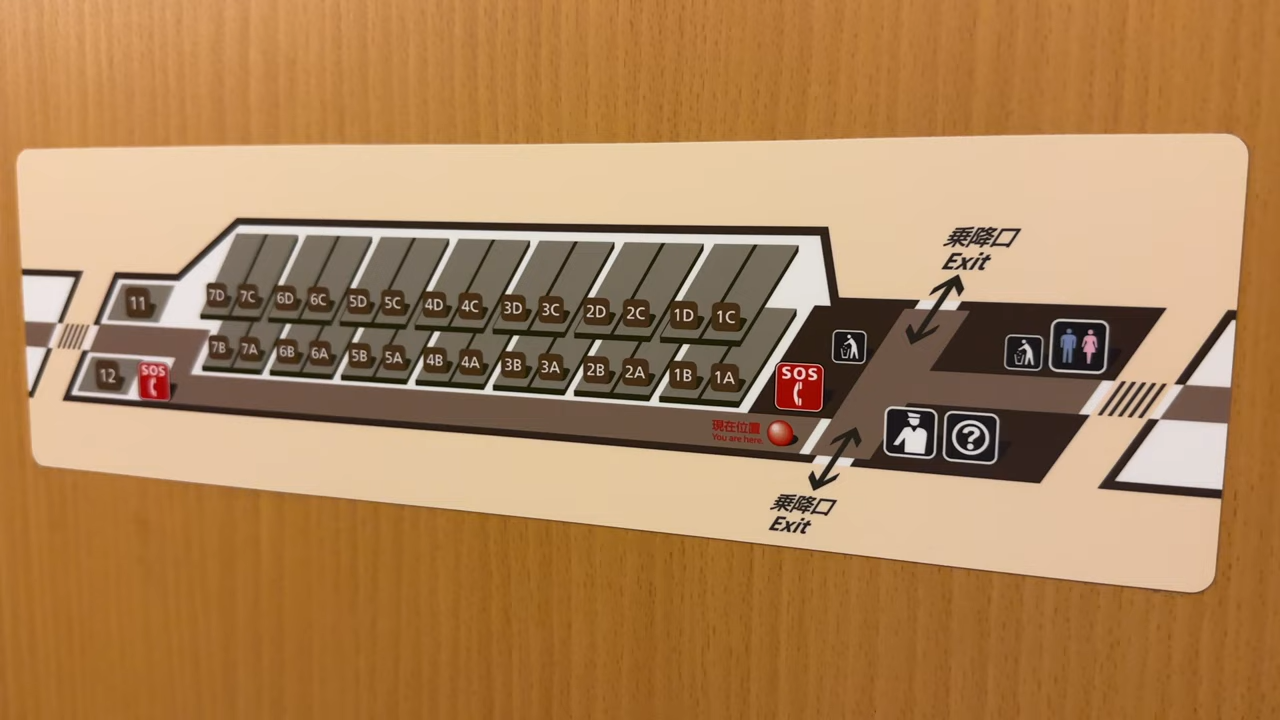 乗降口
Exit
11
7D 7C 6D 6C 5D 5C 4D 4C 3D 3C 2D 2C 1D 1C
7B 7A 6B 6A 5B 5A 4B 4A 3B 3A 2B 2A 1B 1A
12
SOS
SOS
?
現在位置
You are here.
乗降口
Exit